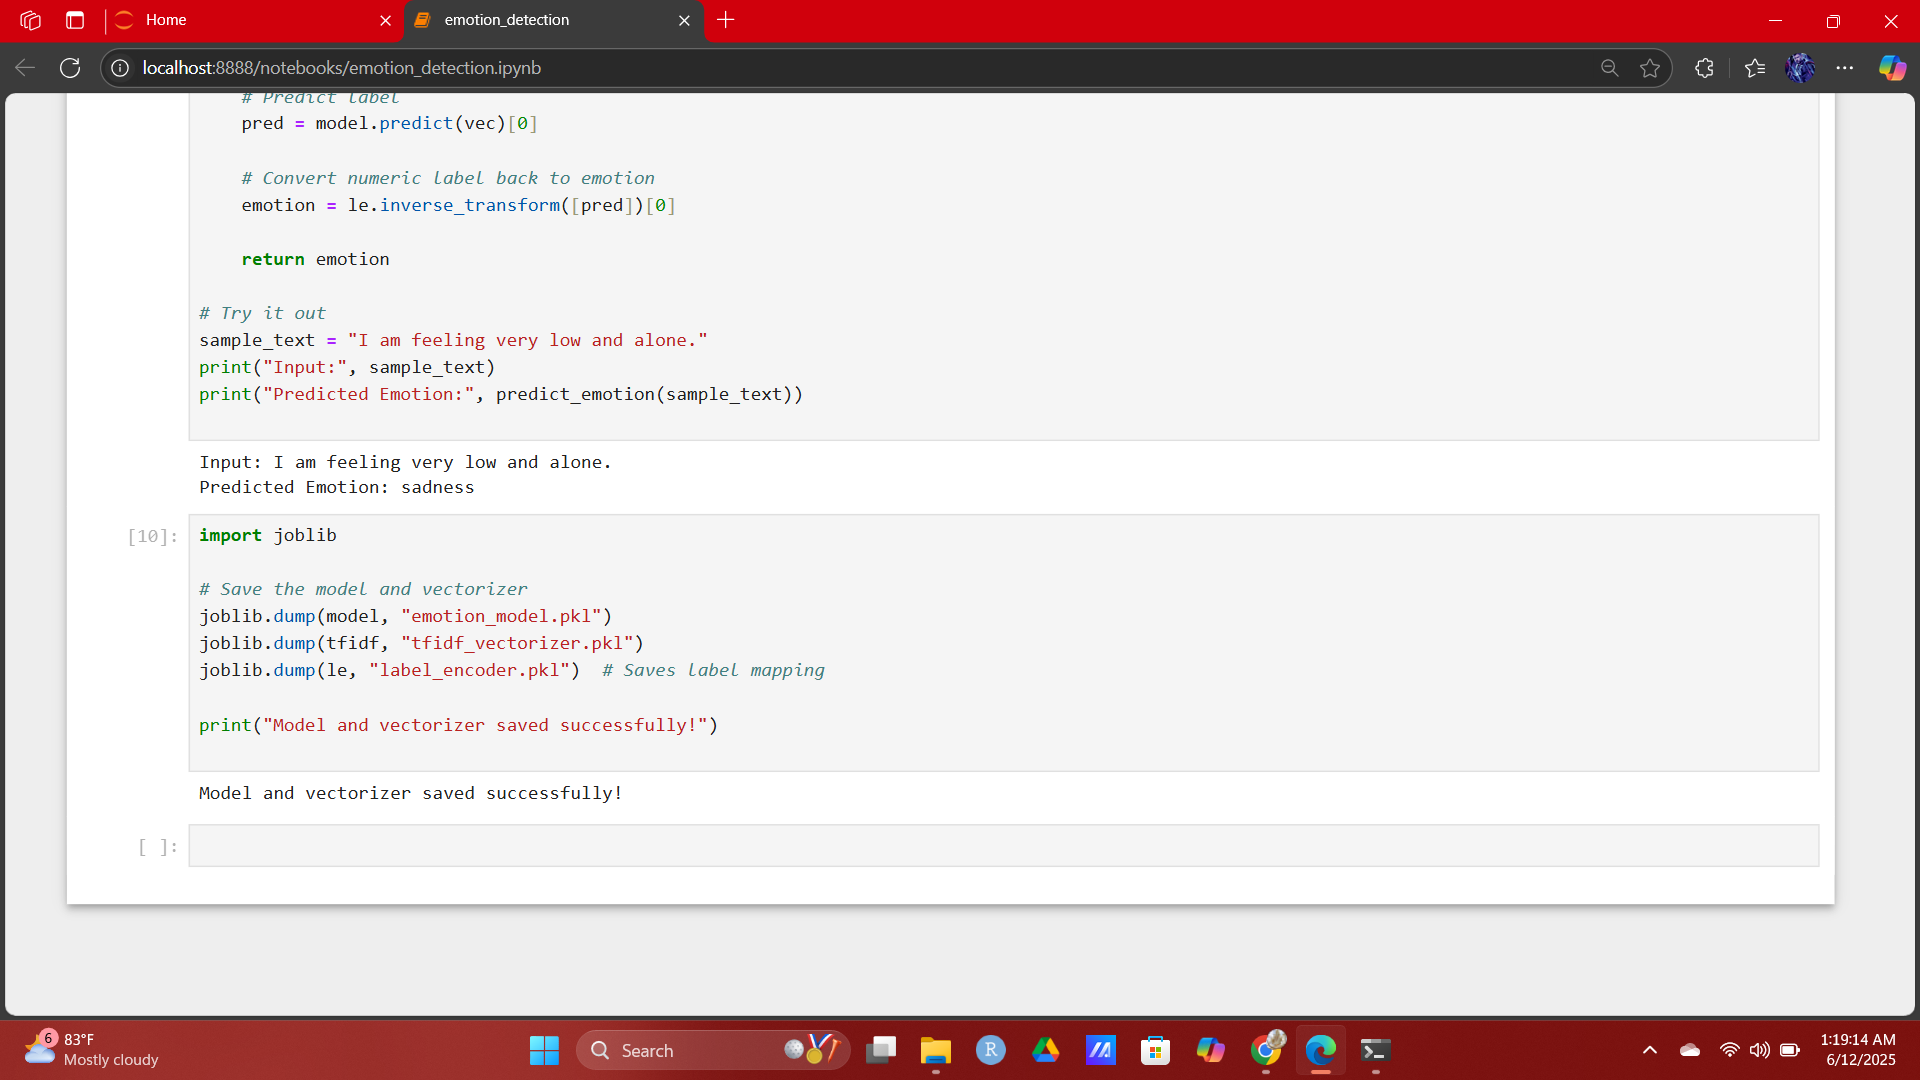 Home
emotion_detection
localhost:8888/notebooks/emotion_detection.ipynb
# Predict label
pred = model.predict(vec)[0]
# Convert numeric label back to emotion
emotion = le.inverse_transform([pred])[0]
return emotion
# Try it out
sample_text = "I am feeling very low and alone."
print("Input:", sample_text)
print("Predicted Emotion:", predict_emotion(sample_text))
Input: I am feeling very low and alone.
Predicted Emotion: sadness
[10]:
import joblib
# Save the model and vectorizer
joblib.dump(model, "emotion_model.pkl")
joblib.dump(tfidf, "tfidf_vectorizer.pkl")
joblib.dump(le, "label_encoder.pkl")  # Saves label mapping
print("Model and vectorizer saved successfully!")
Model and vectorizer saved successfully!
[ ]:
6
83°F
Mostly cloudy
Search
R
1:19:14 AM
6/12/2025